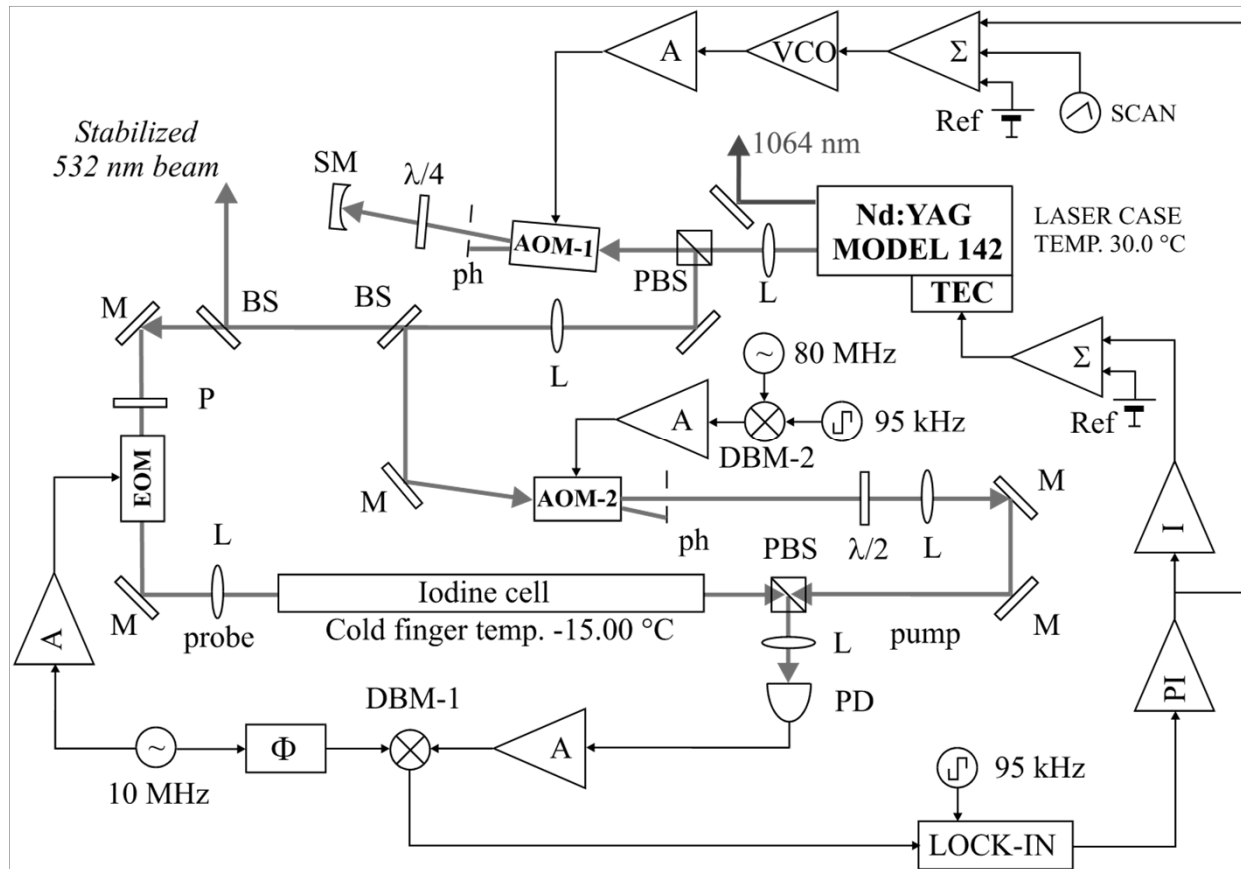 A
VCO
Σ
Ref
SCAN
Stabilized
532 nm beam
1064 nm
SM
λ/4
AOM-1
ph
PBS
L
Nd:YAG
MODEL 142
TEC
LASER CASE
TEMP. 30.0 °C
M
BS
BS
L
Σ
Ref
80 MHz
~
A
95 kHz
DBM-2
P
EOM
M
AOM-2
ph
λ/2
L
M
PBS
I
L
M
probe
Iodine cell
Cold finger temp. -15.00 °C
pump
M
L
PD
A
PI
DBM-1
~
Φ
A
10 MHz
95 kHz
LOCK-IN